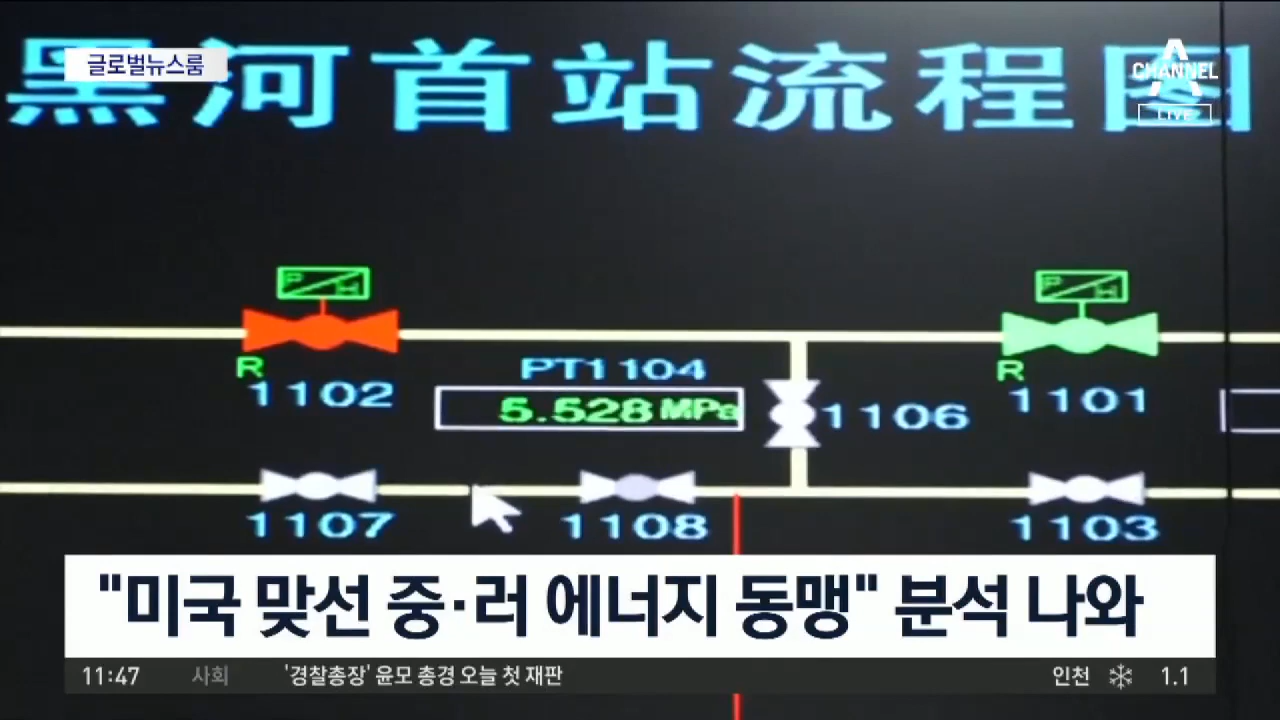 黑河首站流程图
글로벌뉴스룸
CHANNEL A
LIVE
P H
P H
R
1102
PT1104
5.528 MPa
1106
R
1101
1107
1108
1103
"미국 맞선 중·러 에너지 동맹" 분석 나와
11:47 사회 '경찰총장' 윤모 총경 오늘 첫 재판 인천 1.1